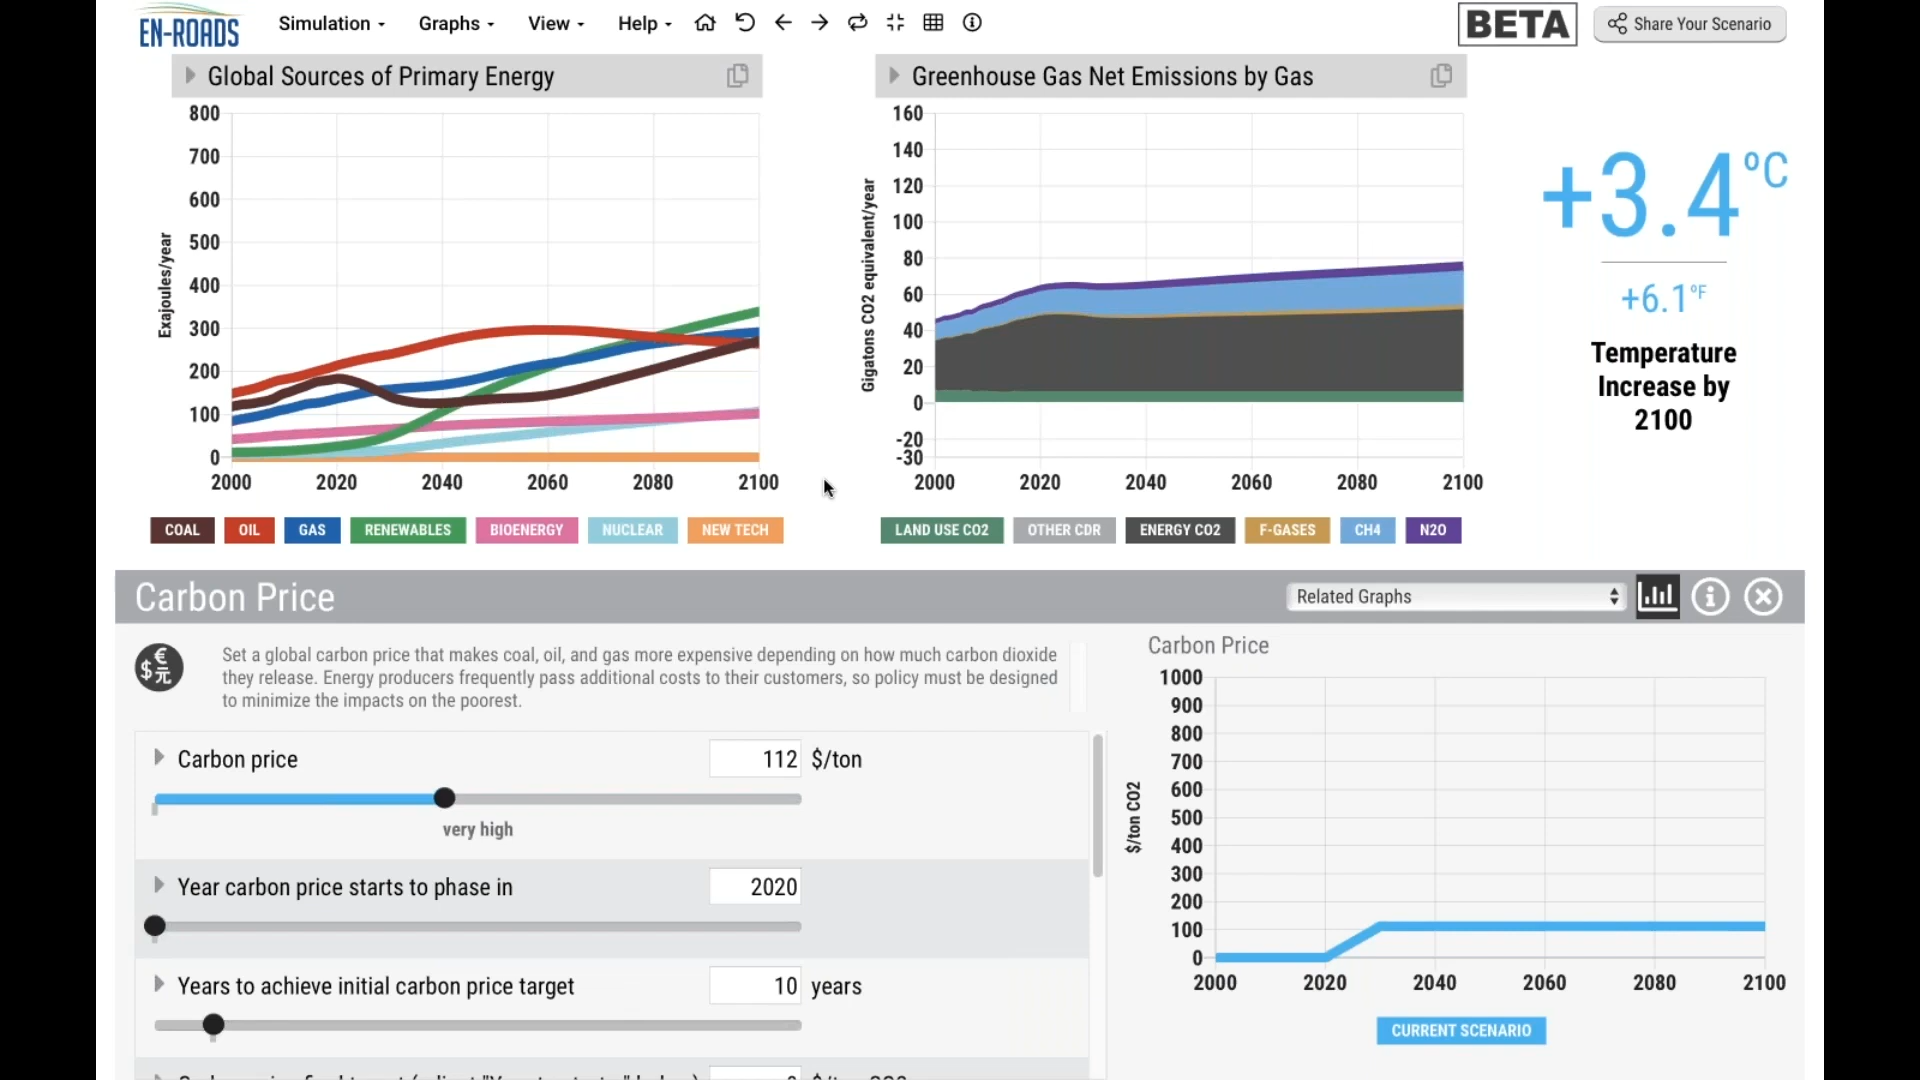 EN-ROADS
Simulation
Graphs
View
Help
BETA
Share Your Scenario
Global Sources of Primary Energy
800
700
600
500
400
300
200
100
0
Exajoules/year
2000 2020 2040 2060 2080 2100
COAL OIL GAS RENEWABLES BIOENERGY NUCLEAR NEW TECH
Greenhouse Gas Net Emissions by Gas
160
140
120
100
80
60
40
20
0
-20
-30
Gigatons CO2 equivalent/year
2000 2020 2040 2060 2080 2100
LAND USE CO2 OTHER CDR ENERGY CO2 F-GASES CH4 N2O
+3.4°C
+6.1°F
Temperature
Increase by
2100
Carbon Price
Related Graphs
$ € 元
Set a global carbon price that makes coal, oil, and gas more expensive depending on how much carbon dioxide
they release. Energy producers frequently pass additional costs to their customers, so policy must be designed
to minimize the impacts on the poorest.
Carbon price 112 $/ton
very high
Year carbon price starts to phase in 2020
Years to achieve initial carbon price target 10 years
Carbon Price
1000
900
800
700
600
500
400
300
200
100
0
$/ton CO2
2000 2020 2040 2060 2080 2100
CURRENT SCENARIO